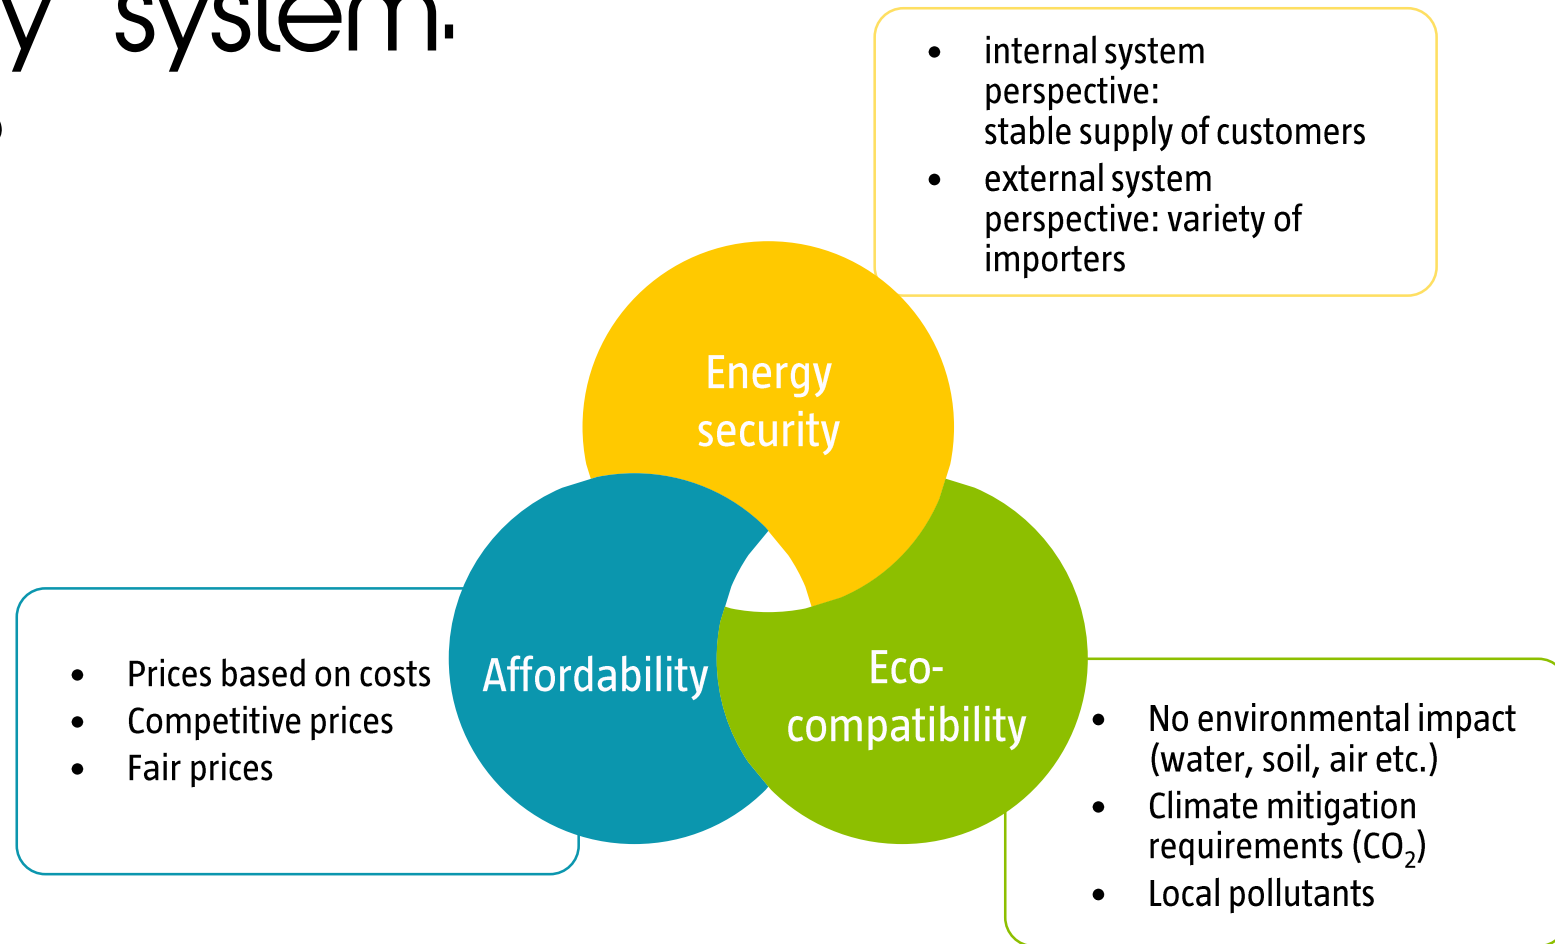 y system.
• internal system
perspective:
stable supply of customers
• external system
perspective: variety of
importers
Energy
security
Affordability
Eco-
compatibility
• Prices based on costs
• Competitive prices
• Fair prices
• No environmental impact
(water, soil, air etc.)
• Climate mitigation
requirements (CO₂)
• Local pollutants